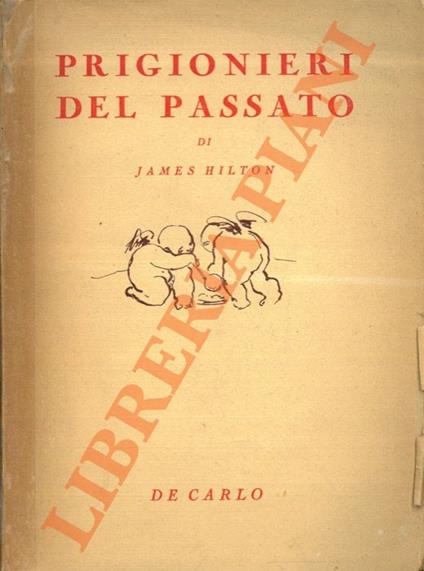 PRIGIONIERI
DEL PASSATO
DI
JAMES HILTON
LIBRERIA PIANI
DE CARLO